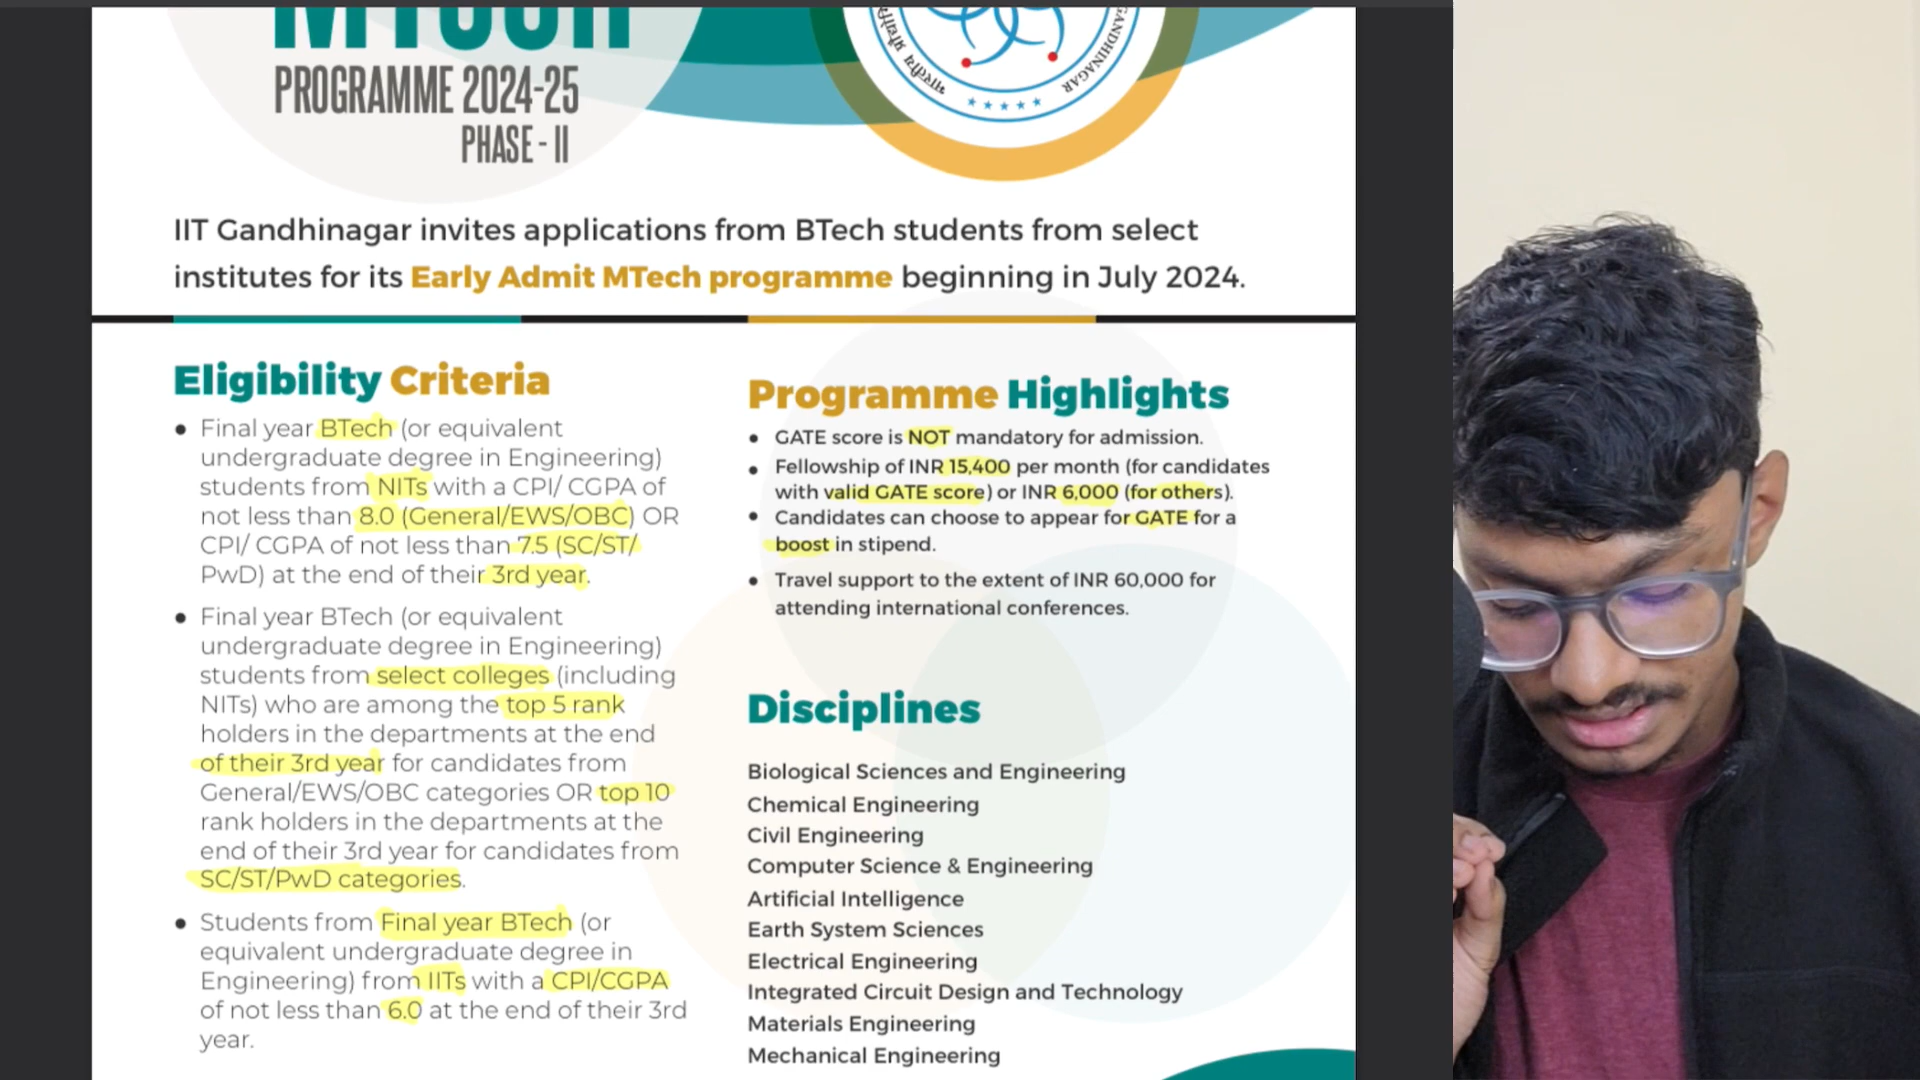 MTech
PROGRAMME 2024-25
PHASE - II
GANDHINAGAR
IIT Gandhinagar invites applications from BTech students from select
institutes for its Early Admit MTech programme beginning in July 2024.
Eligibility Criteria
● Final year BTech (or equivalent
undergraduate degree in Engineering)
students from NITs with a CPI/ CGPA of
not less than 8.0 (General/EWS/OBC) OR
CPI/ CGPA of not less than 7.5 (SC/ST/
PwD) at the end of their 3rd year.
● Final year BTech (or equivalent
undergraduate degree in Engineering)
students from select colleges (including
NITs) who are among the top 5 rank
holders in the departments at the end
of their 3rd year for candidates from
General/EWS/OBC categories OR top 10
rank holders in the departments at the
end of their 3rd year for candidates from
SC/ST/PwD categories.
● Students from Final year BTech (or
equivalent undergraduate degree in
Engineering) from IITs with a CPI/CGPA
of not less than 6.0 at the end of their 3rd
year.
Programme Highlights
● GATE score is NOT mandatory for admission.
● Fellowship of INR 15,400 per month (for candidates
with valid GATE score) or INR 6,000 (for others).
● Candidates can choose to appear for GATE for a
boost in stipend.
● Travel support to the extent of INR 60,000 for
attending international conferences.
Disciplines
Biological Sciences and Engineering
Chemical Engineering
Civil Engineering
Computer Science & Engineering
Artificial Intelligence
Earth System Sciences
Electrical Engineering
Integrated Circuit Design and Technology
Materials Engineering
Mechanical Engineering